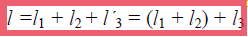 l =l₁ + l₂ + l´₃ = (l₁ + l₂) + l₃